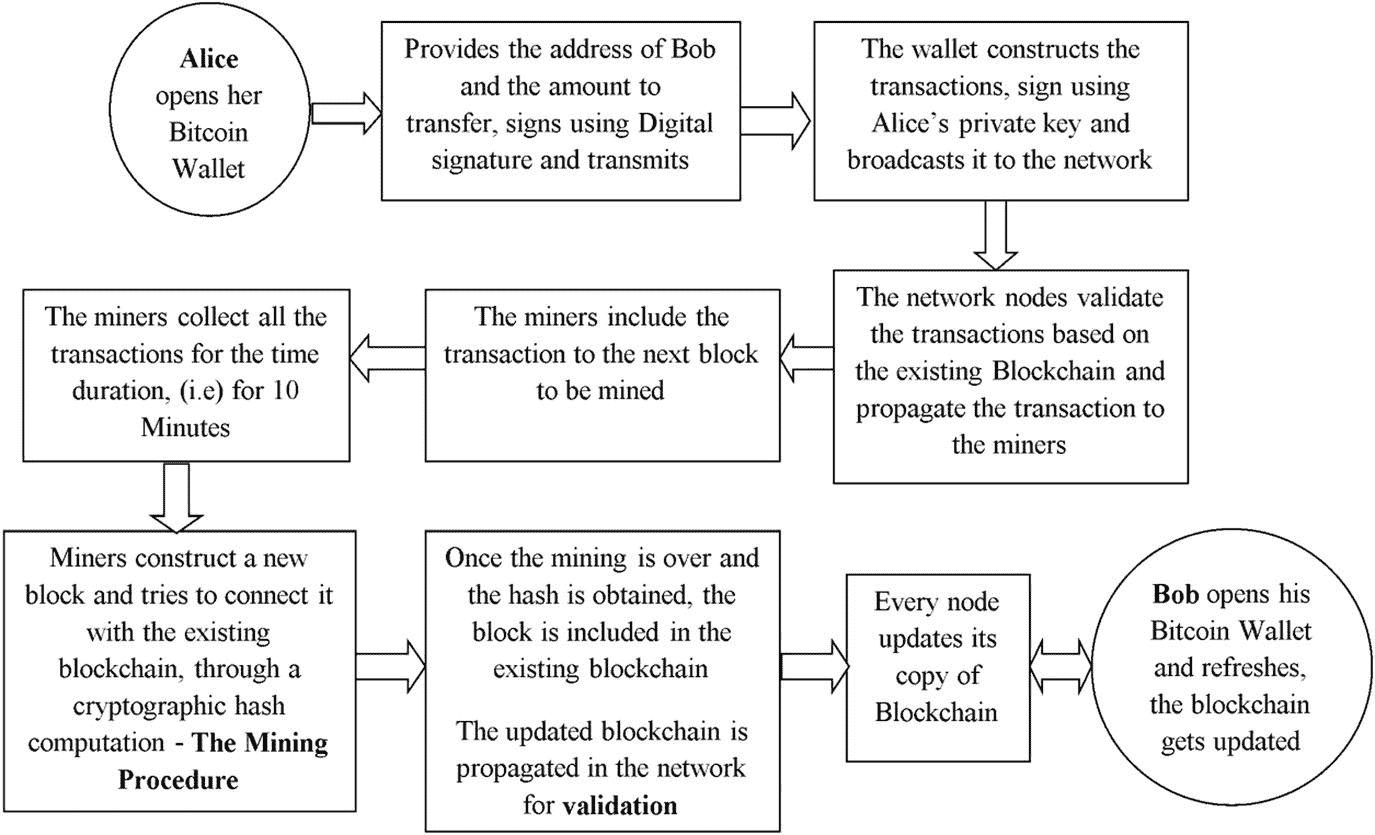 Alice
opens her
Bitcoin
Wallet
Provides the address of Bob
and the amount to
transfer, signs using Digital
signature and transmits
The wallet constructs the
transactions, sign using
Alice’s private key and
broadcasts it to the network
The network nodes validate
the transactions based on
the existing Blockchain and
propagate the transaction to
the miners
The miners include the
transaction to the next block
to be mined
The miners collect all the
transactions for the time
duration, (i.e) for 10
Minutes
Miners construct a new
block and tries to connect it
with the existing
blockchain, through a
cryptographic hash
computation - The Mining
Procedure
Once the mining is over and
the hash is obtained, the
block is included in the
existing blockchain
The updated blockchain is
propagated in the network
for validation
Every node
updates its
copy of
Blockchain
Bob opens his
Bitcoin Wallet
and refreshes,
the blockchain
gets updated